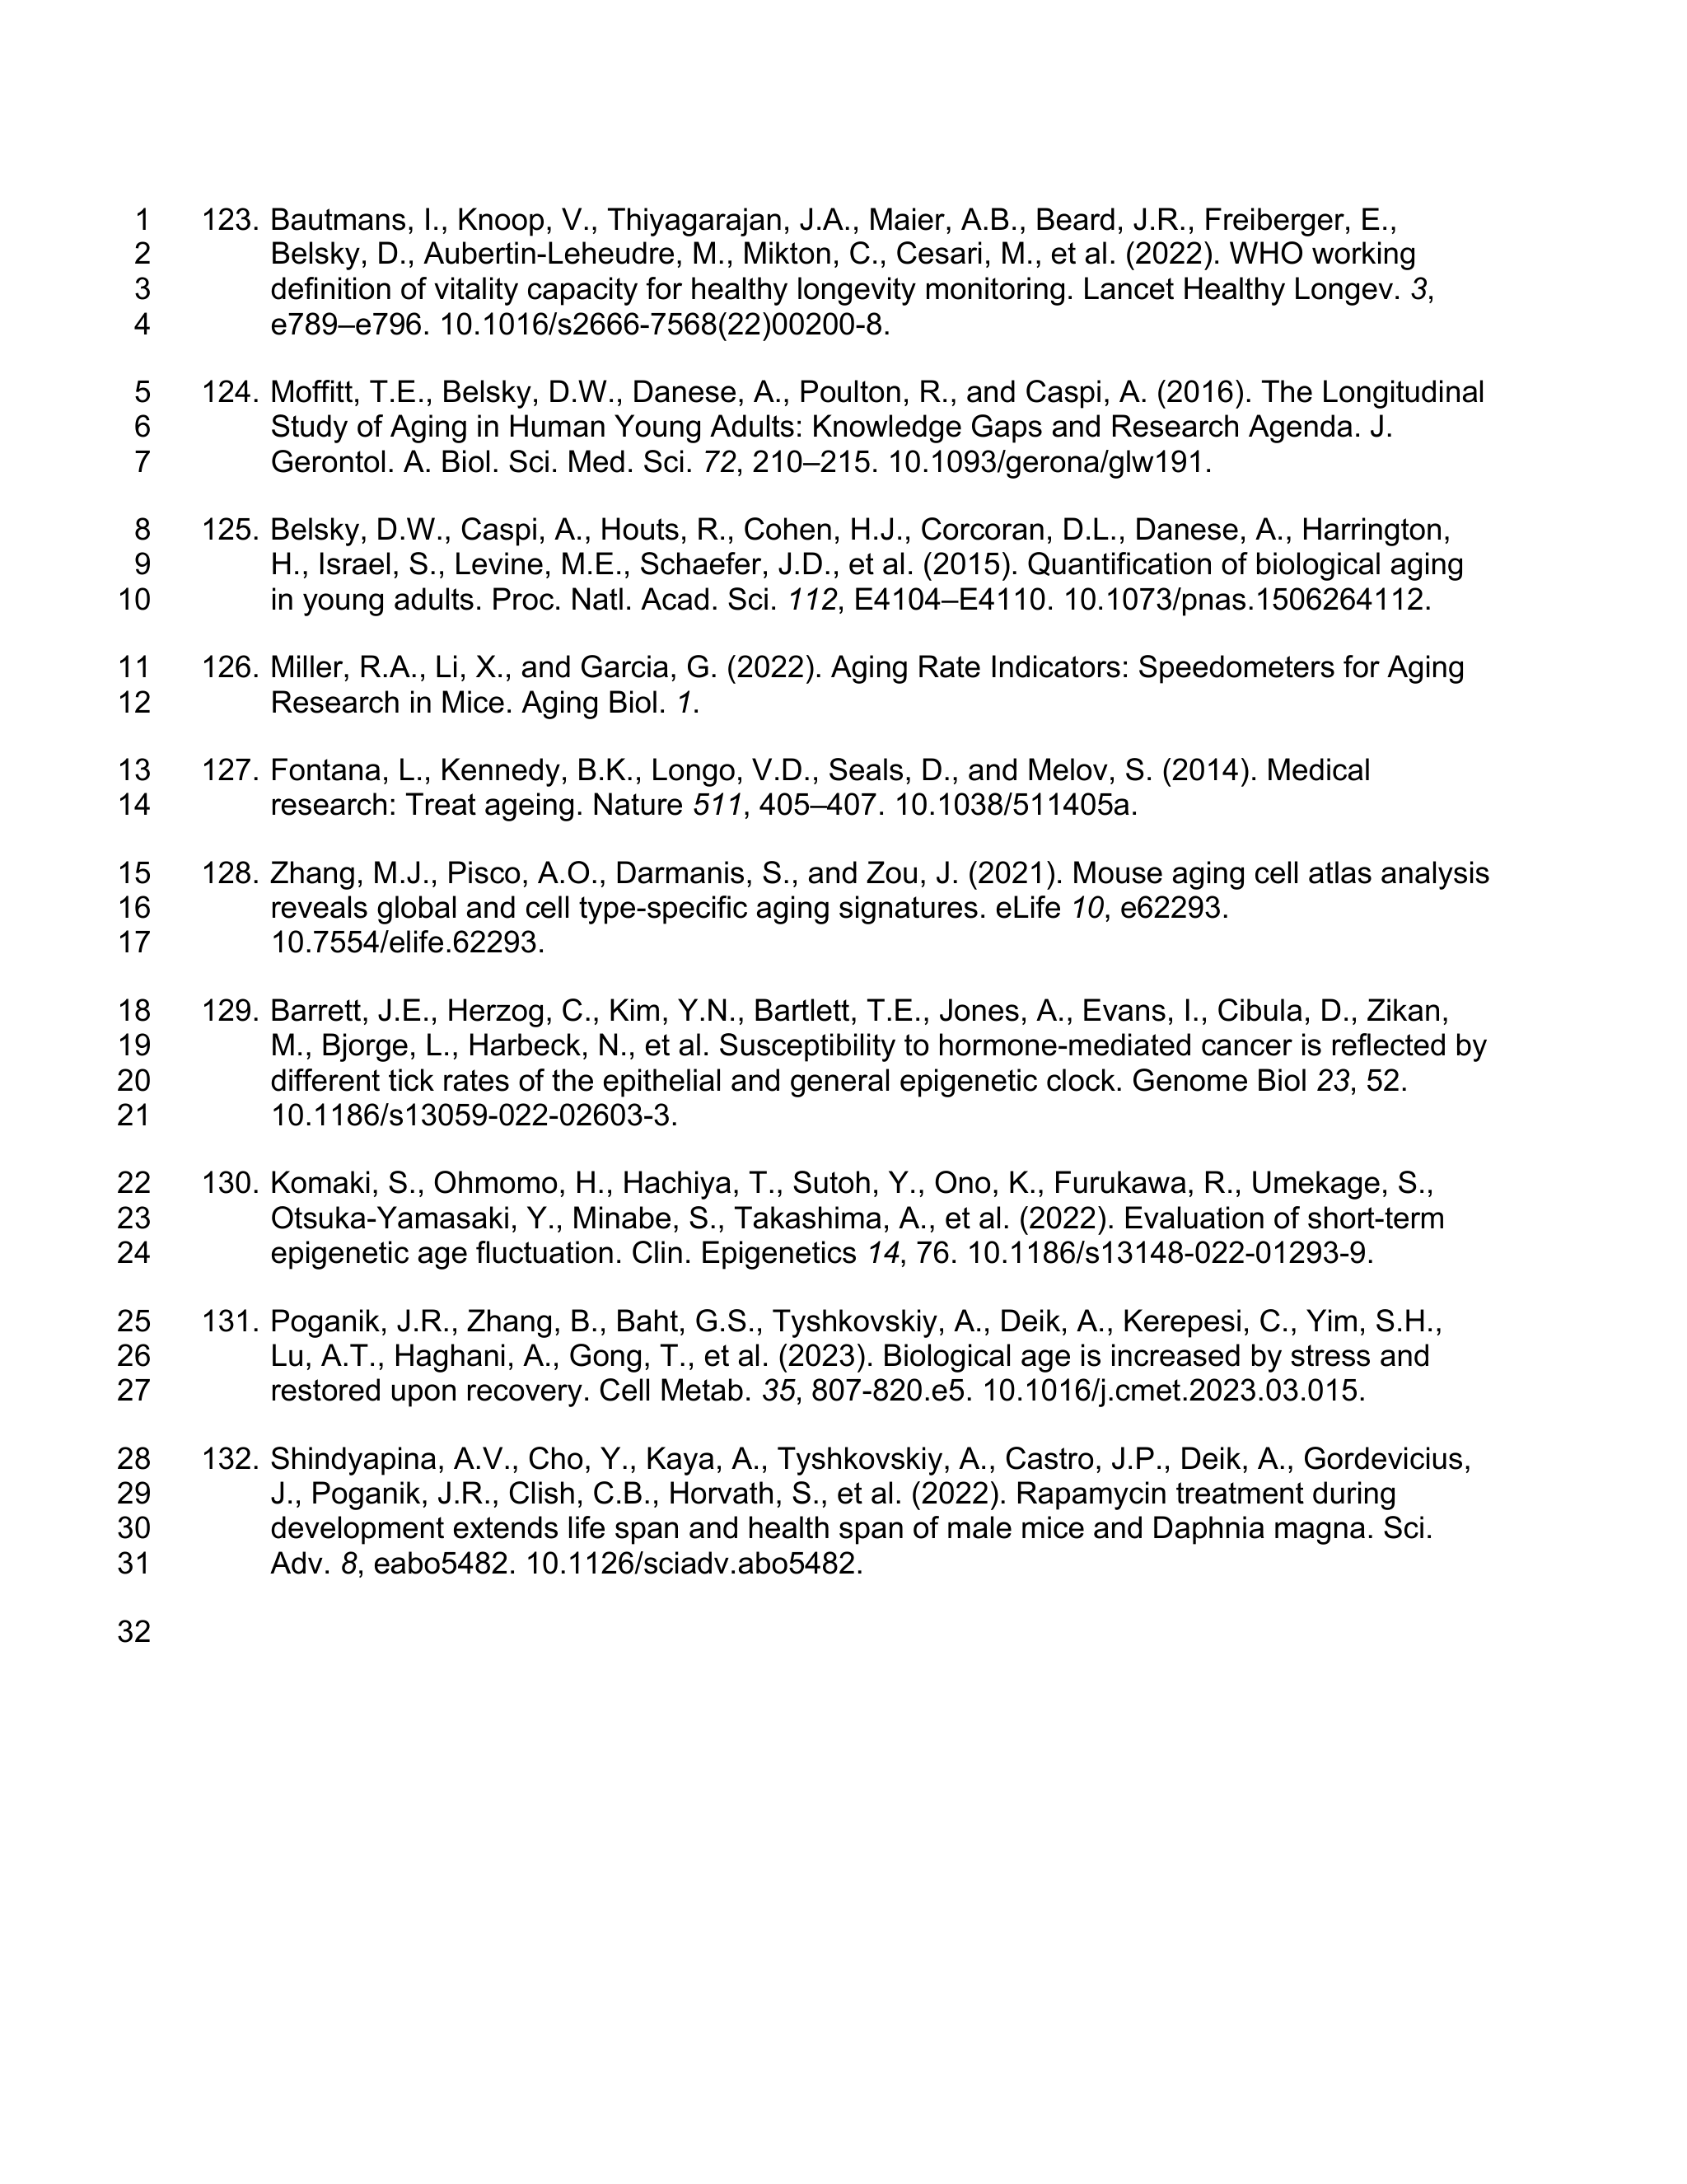 1 123. Bautmans, I., Knoop, V., Thiyagarajan, J.A., Maier, A.B., Beard, J.R., Freiberger, E.,
2 Belsky, D., Aubertin-Leheudre, M., Mikton, C., Cesari, M., et al. (2022). WHO working
3 definition of vitality capacity for healthy longevity monitoring. Lancet Healthy Longev. 3,
4 e789–e796. 10.1016/s2666-7568(22)00200-8.
5 124. Moffitt, T.E., Belsky, D.W., Danese, A., Poulton, R., and Caspi, A. (2016). The Longitudinal
6 Study of Aging in Human Young Adults: Knowledge Gaps and Research Agenda. J.
7 Gerontol. A. Biol. Sci. Med. Sci. 72, 210–215. 10.1093/gerona/glw191.
8 125. Belsky, D.W., Caspi, A., Houts, R., Cohen, H.J., Corcoran, D.L., Danese, A., Harrington,
9 H., Israel, S., Levine, M.E., Schaefer, J.D., et al. (2015). Quantification of biological aging
10 in young adults. Proc. Natl. Acad. Sci. 112, E4104–E4110. 10.1073/pnas.1506264112.
11 126. Miller, R.A., Li, X., and Garcia, G. (2022). Aging Rate Indicators: Speedometers for Aging
12 Research in Mice. Aging Biol. 1.
13 127. Fontana, L., Kennedy, B.K., Longo, V.D., Seals, D., and Melov, S. (2014). Medical
14 research: Treat ageing. Nature 511, 405–407. 10.1038/511405a.
15 128. Zhang, M.J., Pisco, A.O., Darmanis, S., and Zou, J. (2021). Mouse aging cell atlas analysis
16 reveals global and cell type-specific aging signatures. eLife 10, e62293.
17 10.7554/elife.62293.
18 129. Barrett, J.E., Herzog, C., Kim, Y.N., Bartlett, T.E., Jones, A., Evans, I., Cibula, D., Zikan,
19 M., Bjorge, L., Harbeck, N., et al. Susceptibility to hormone-mediated cancer is reflected by
20 different tick rates of the epithelial and general epigenetic clock. Genome Biol 23, 52.
21 10.1186/s13059-022-02603-3.
22 130. Komaki, S., Ohmomo, H., Hachiya, T., Sutoh, Y., Ono, K., Furukawa, R., Umekage, S.,
23 Otsuka-Yamasaki, Y., Minabe, S., Takashima, A., et al. (2022). Evaluation of short-term
24 epigenetic age fluctuation. Clin. Epigenetics 14, 76. 10.1186/s13148-022-01293-9.
25 131. Poganik, J.R., Zhang, B., Baht, G.S., Tyshkovskiy, A., Deik, A., Kerepesi, C., Yim, S.H.,
26 Lu, A.T., Haghani, A., Gong, T., et al. (2023). Biological age is increased by stress and
27 restored upon recovery. Cell Metab. 35, 807-820.e5. 10.1016/j.cmet.2023.03.015.
28 132. Shindyapina, A.V., Cho, Y., Kaya, A., Tyshkovskiy, A., Castro, J.P., Deik, A., Gordevicius,
29 J., Poganik, J.R., Clish, C.B., Horvath, S., et al. (2022). Rapamycin treatment during
30 development extends life span and health span of male mice and Daphnia magna. Sci.
31 Adv. 8, eabo5482. 10.1126/sciadv.abo5482.
32